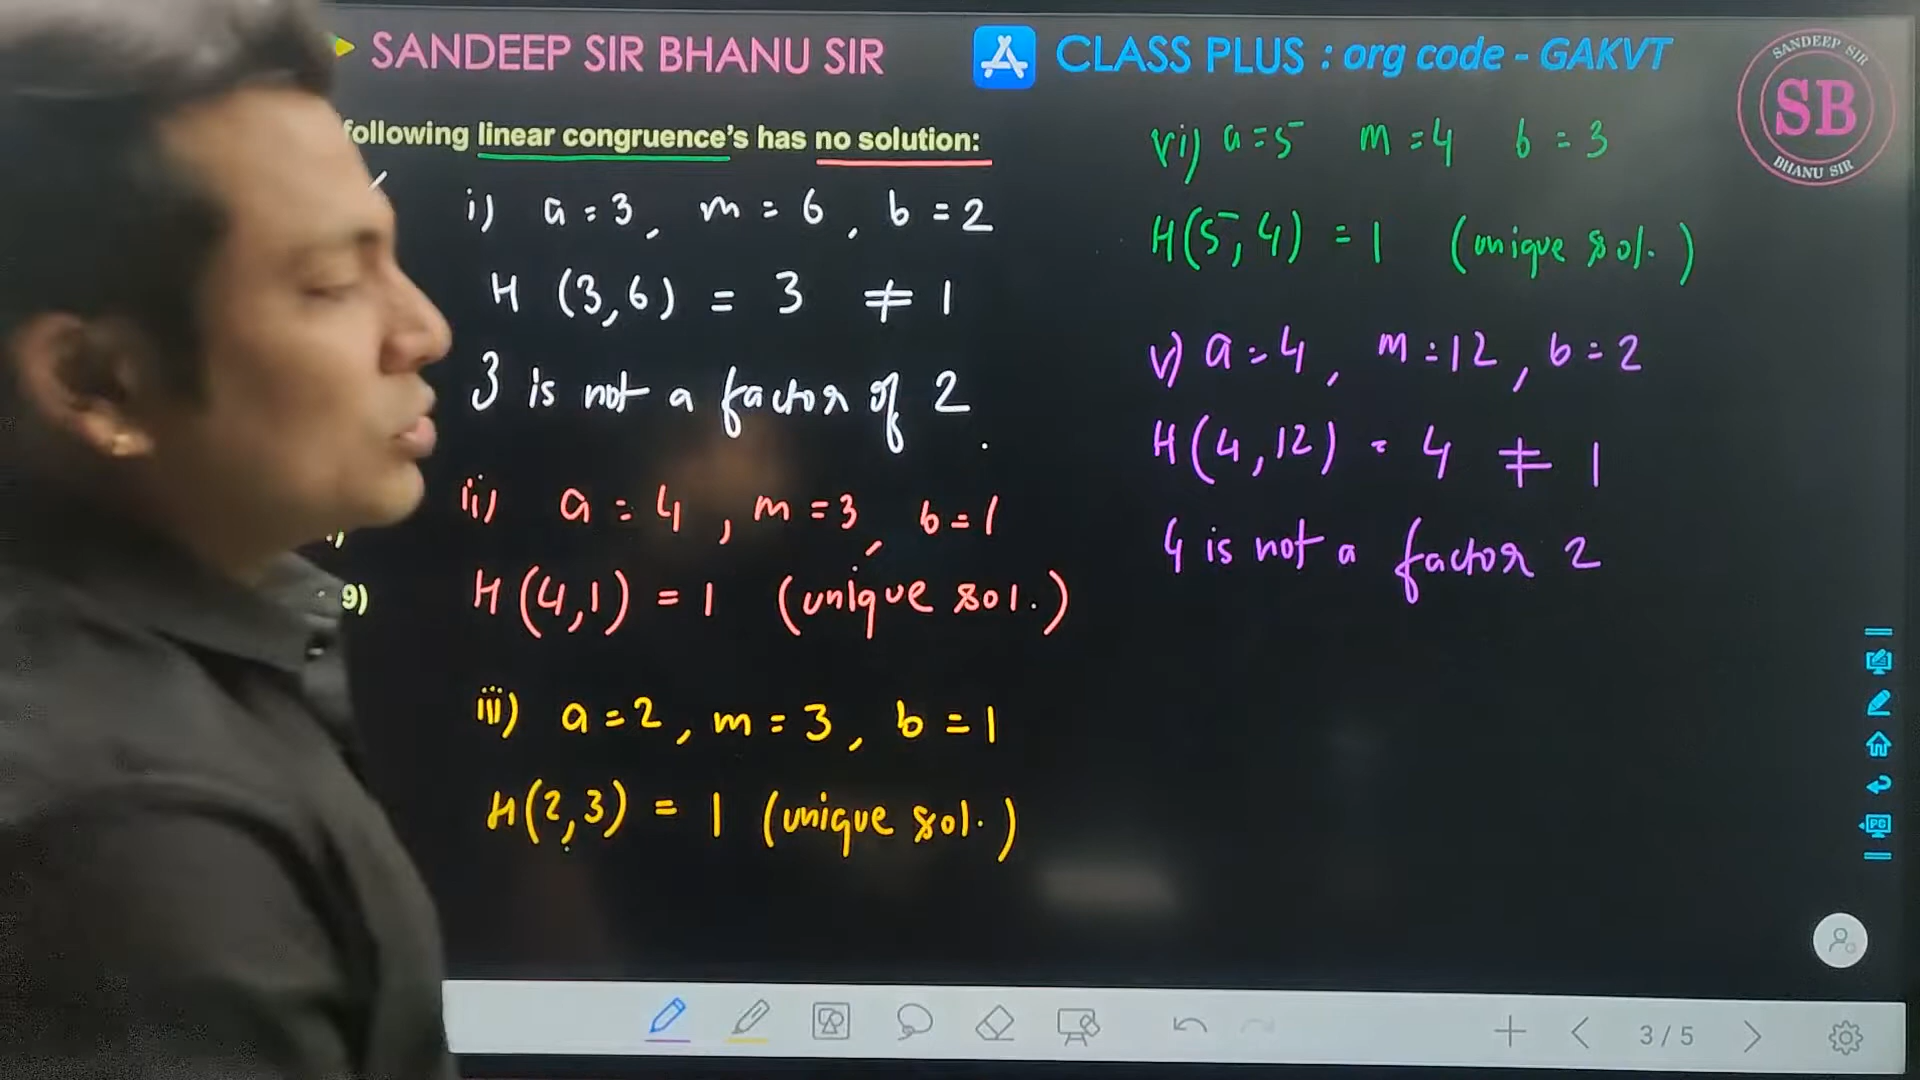 SANDEEP SIR BHANU SIR
CLASS PLUS : org code - GAKVT
SANDEEP SIR
SB
BHANU SIR
following linear congruence's has no solution:
i) a = 3, m = 6, b = 2
H (3,6) = 3 ≠ 1
3 is not a factor of 2.
ii) a = 4, m = 3, b = 1
9)
H (4,1) = 1 (unique sol.)
iii) a = 2, m = 3, b = 1
H(2,3) = 1 (unique sol.)
vi) a = 5 m = 4 b = 3
H(5,4) = 1 (unique sol.)
v) a = 4, m = 12, b = 2
H(4,12) = 4 ≠ 1
4 is not a factor 2
PG
3 / 5